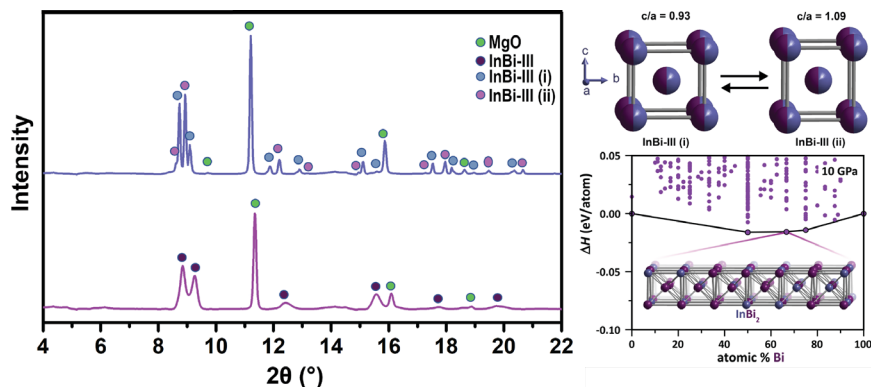 MgO
InBi-III
InBi-III (i)
InBi-III (ii)
Intensity
4 6 8 10 12 14 16 18 20 22
2θ (°)
c/a = 0.93
c/a = 1.09
c
b
a
InBi-III (i)
InBi-III (ii)
0.05
0.00
-0.05
-0.10
ΔH (eV/atom)
10 GPa
InBi₂
0 20 40 60 80 100
atomic % Bi